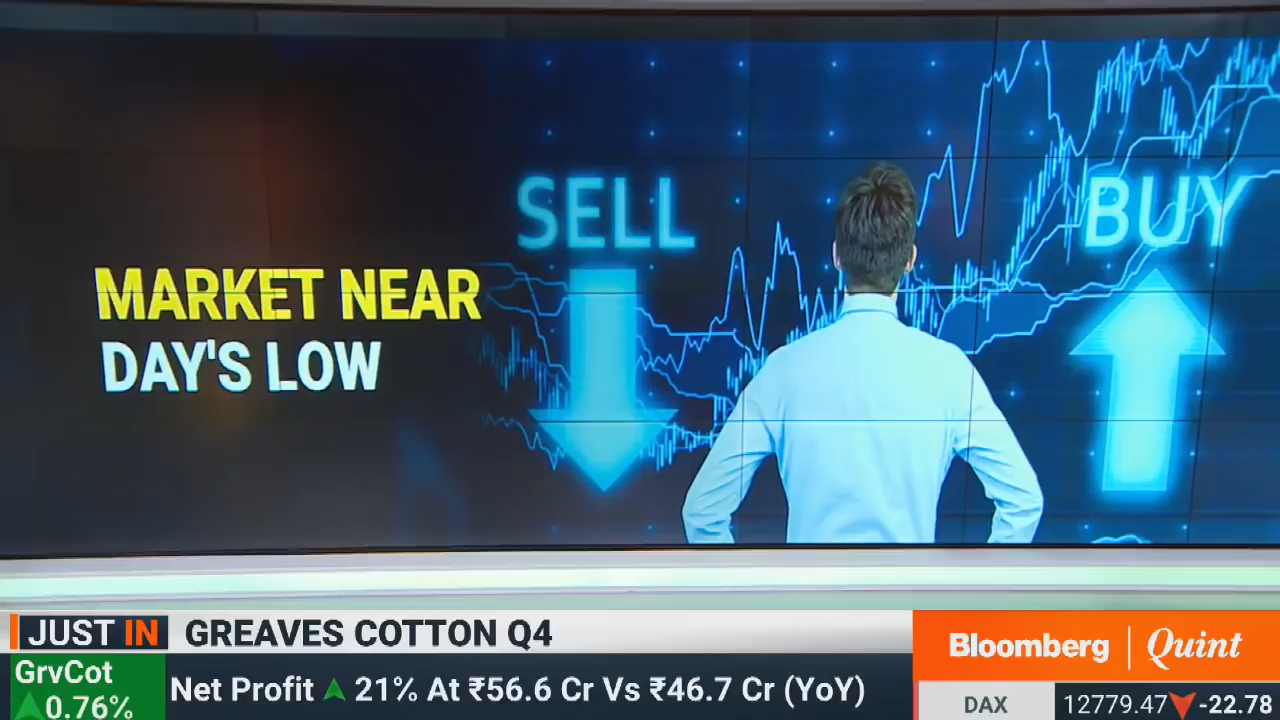 SELL
BUY
MARKET NEAR
DAY'S LOW
JUST IN
GREAVES COTTON Q4
Bloomberg | Quint
GrvCot
▲0.76%
Net Profit ▲ 21% At ₹56.6 Cr Vs ₹46.7 Cr (YoY)
DAX 12779.47▼-22.78